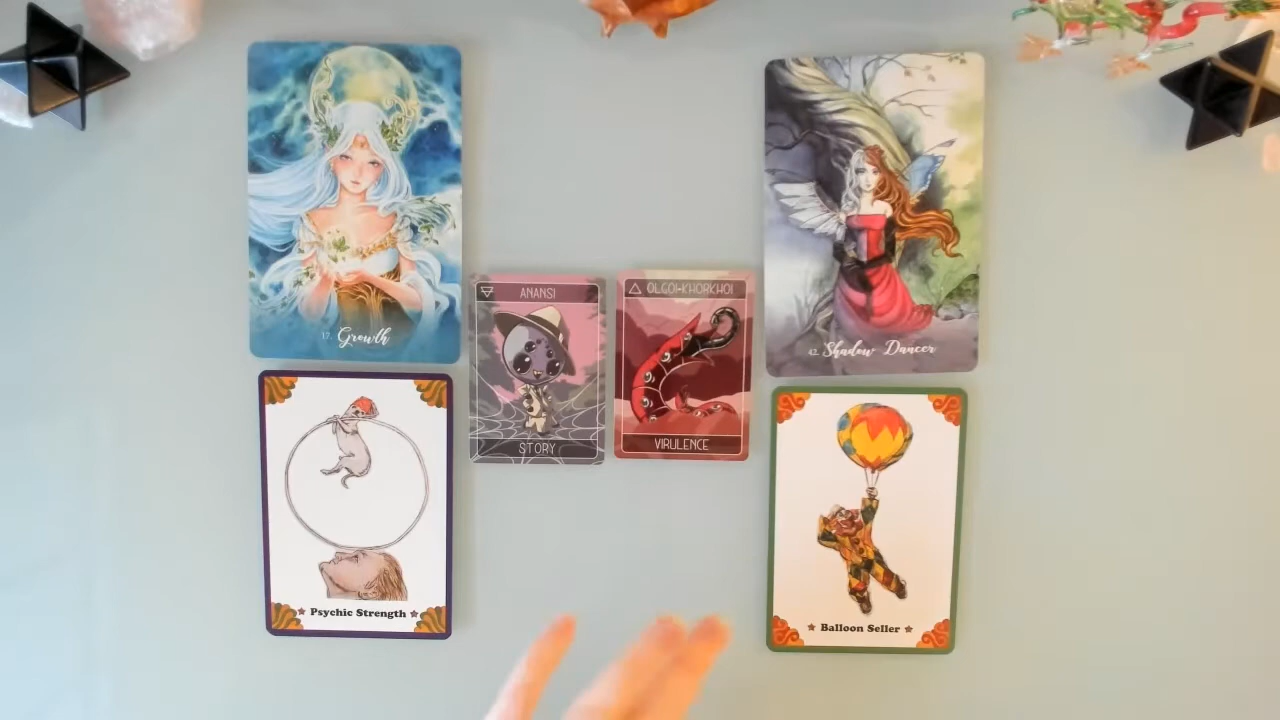 17. Growth
42. Shadow Dancer
ANANSI
STORY
OLGOI-KHORKHOI
VIRULENCE
Psychic Strength
Balloon Seller